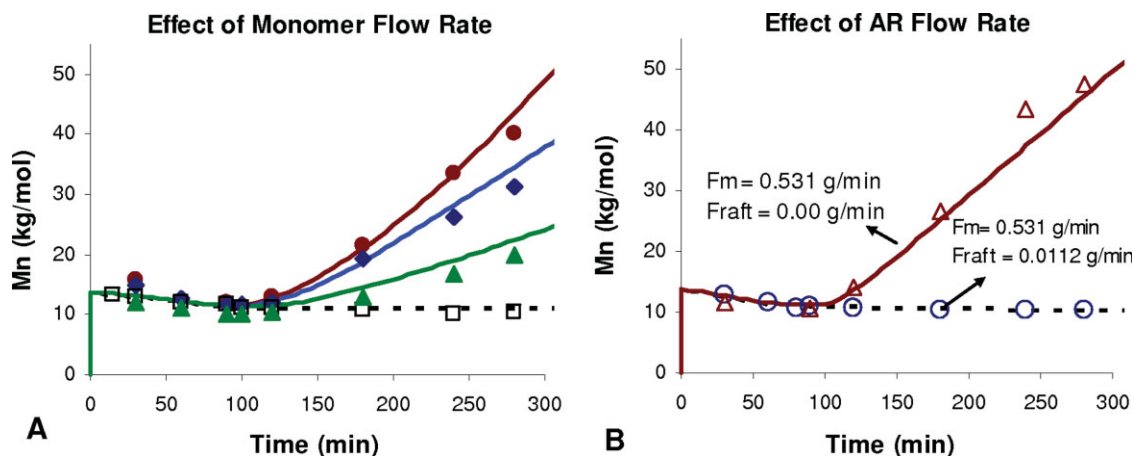 Effect of Monomer Flow Rate
Mn (kg/mol)
50
40
30
20
10
0
0 50 100 150 200 250 300
Time (min)
A
Effect of AR Flow Rate
Mn (kg/mol)
50
40
30
20
10
0
Fm= 0.531 g/min
Fraft = 0.00 g/min
Fm= 0.531 g/min
Fraft = 0.0112 g/min
0 50 100 150 200 250 300
Time (min)
B